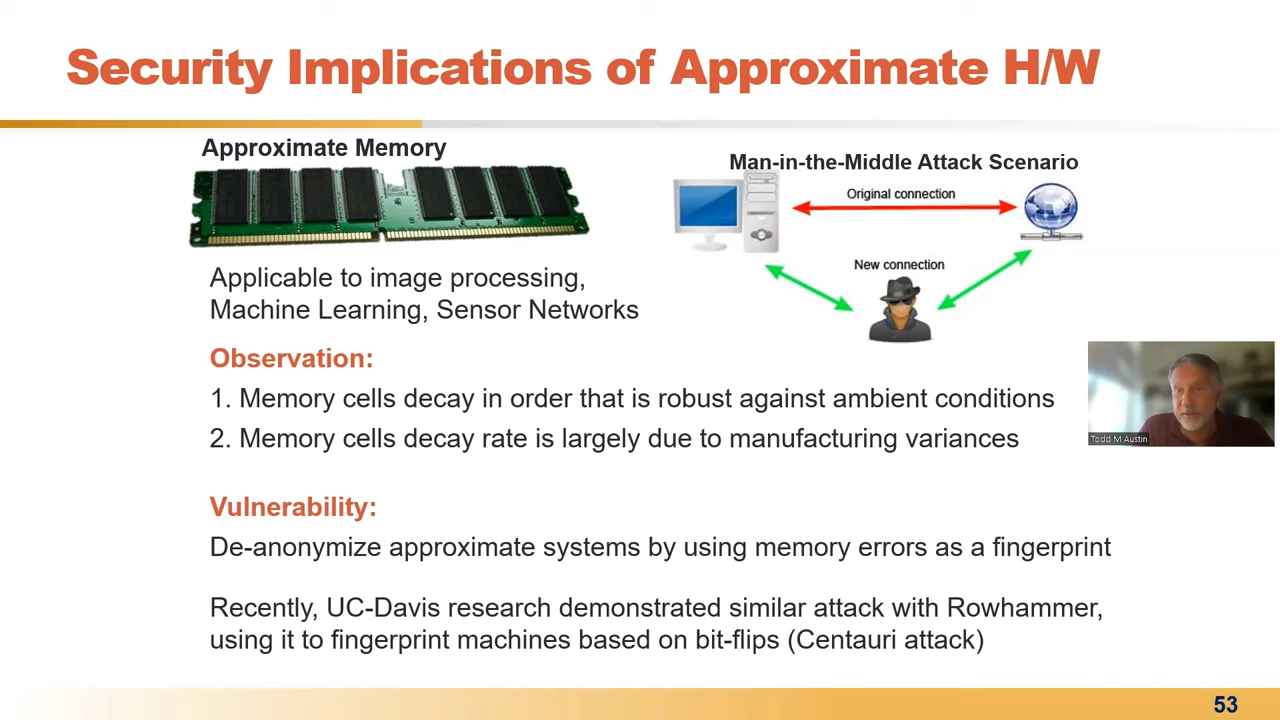 Security Implications of Approximate H/W
Approximate Memory
Man-in-the-Middle Attack Scenario
Original connection
New connection
Applicable to image processing,
Machine Learning, Sensor Networks
Observation:
1. Memory cells decay in order that is robust against ambient conditions
2. Memory cells decay rate is largely due to manufacturing variances
Todd M Austin
Vulnerability:
De-anonymize approximate systems by using memory errors as a fingerprint
Recently, UC-Davis research demonstrated similar attack with Rowhammer,
using it to fingerprint machines based on bit-flips (Centauri attack)
53